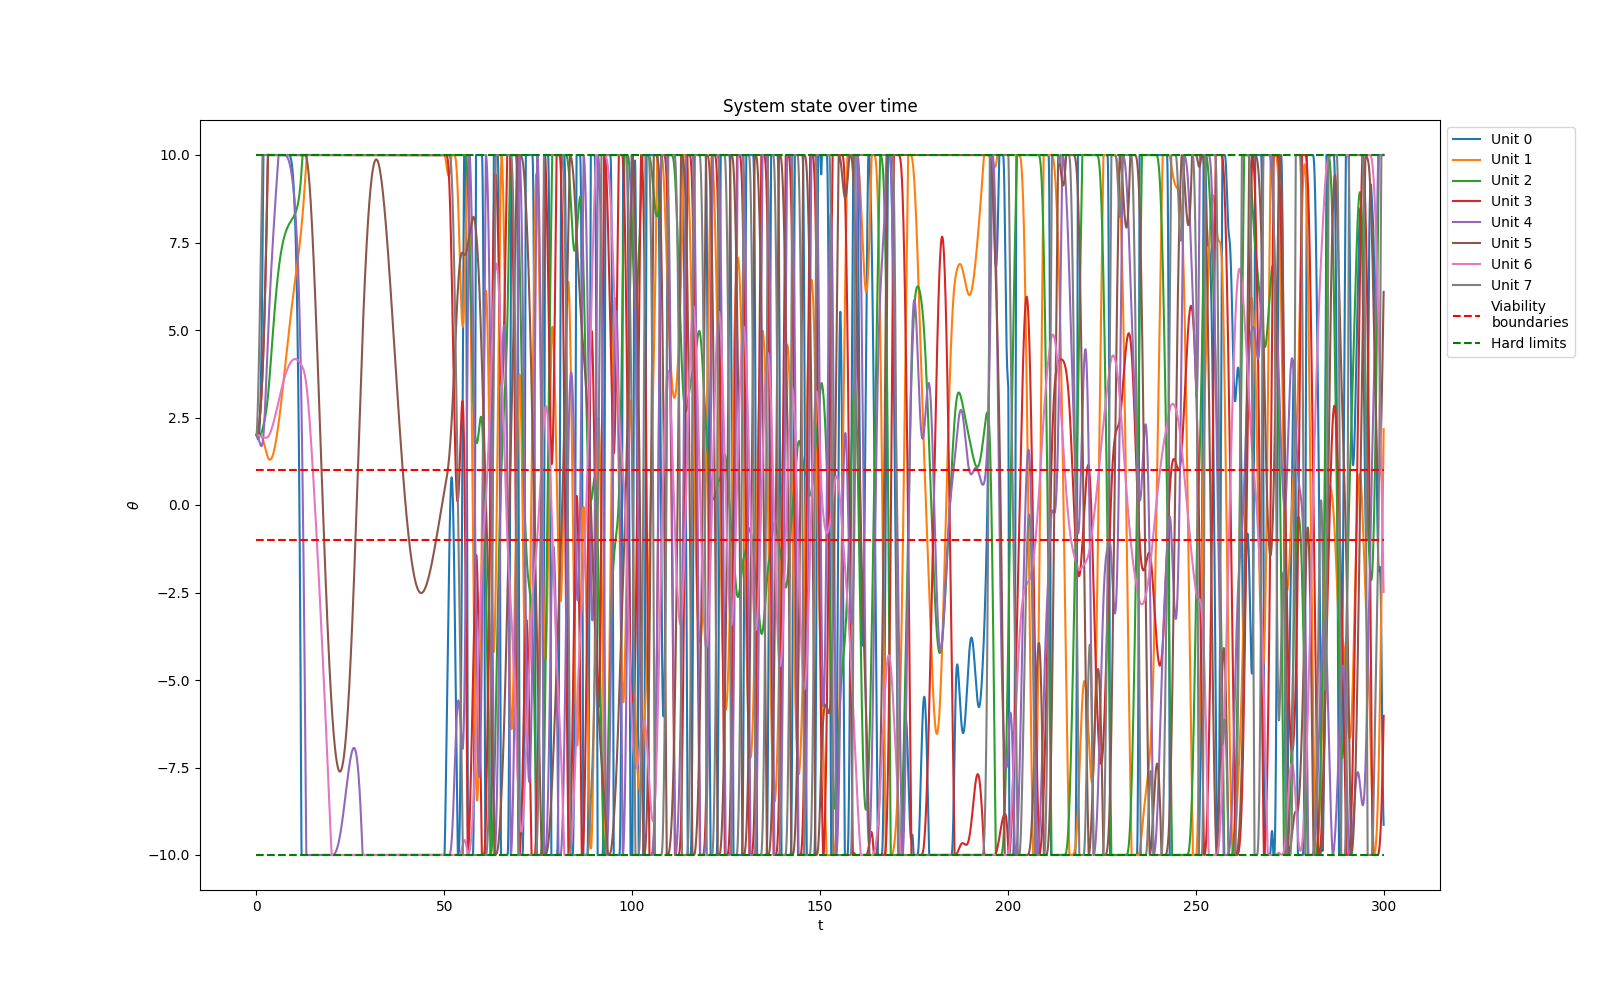 System state over time
10.0
7.5
5.0
2.5
0.0
−2.5
−5.0
−7.5
−10.0
θ
0
50
100
150
200
250
300
t
Unit 0
Unit 1
Unit 2
Unit 3
Unit 4
Unit 5
Unit 6
Unit 7
Viability
boundaries
Hard limits